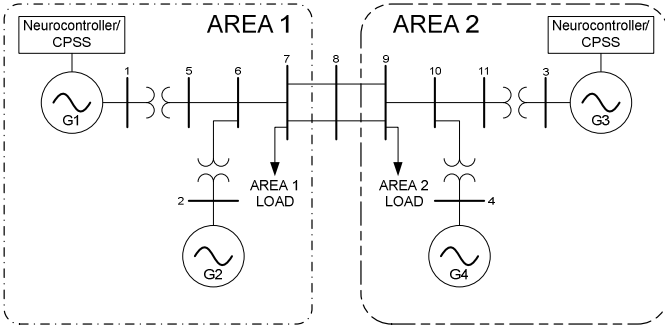 Neurocontroller/
CPSS
AREA 1
AREA 2
Neurocontroller/
CPSS
1
5
6
7
8
9
10
11
3
G1
G3
AREA 1
LOAD
AREA 2
LOAD
2
4
G2
G4